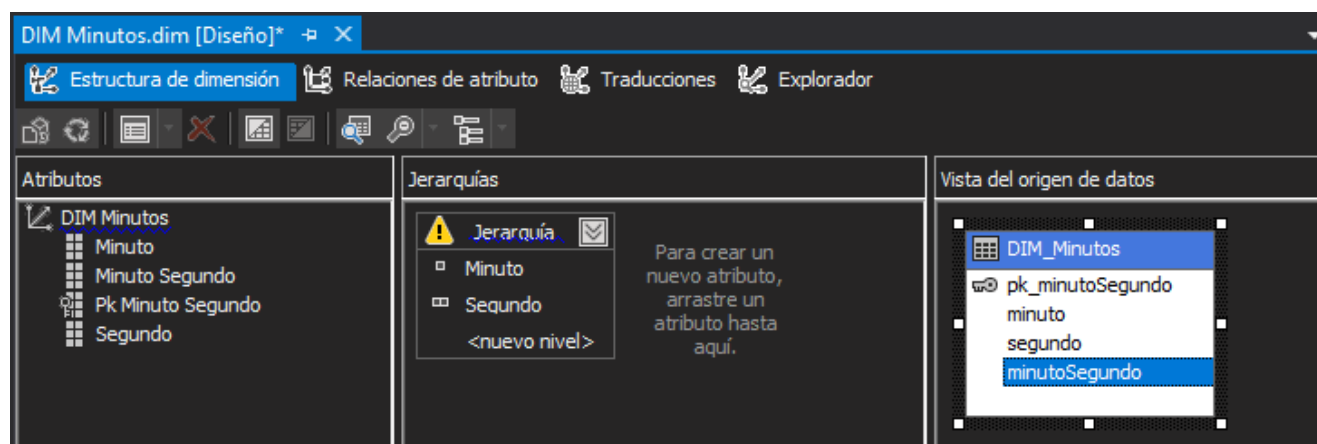 DIM Minutos.dim [Diseño]*
Estructura de dimensión Relaciones de atributo Traducciones Explorador
Atributos
DIM Minutos
Minuto
Minuto Segundo
Pk Minuto Segundo
Segundo
Jerarquías
Jerarquía
Minuto
Segundo
<nuevo nivel>
Para crear un
nuevo atributo,
arrastre un
atributo hasta
aquí.
Vista del origen de datos
DIM_Minutos
pk_minutoSegundo
minuto
segundo
minutoSegundo